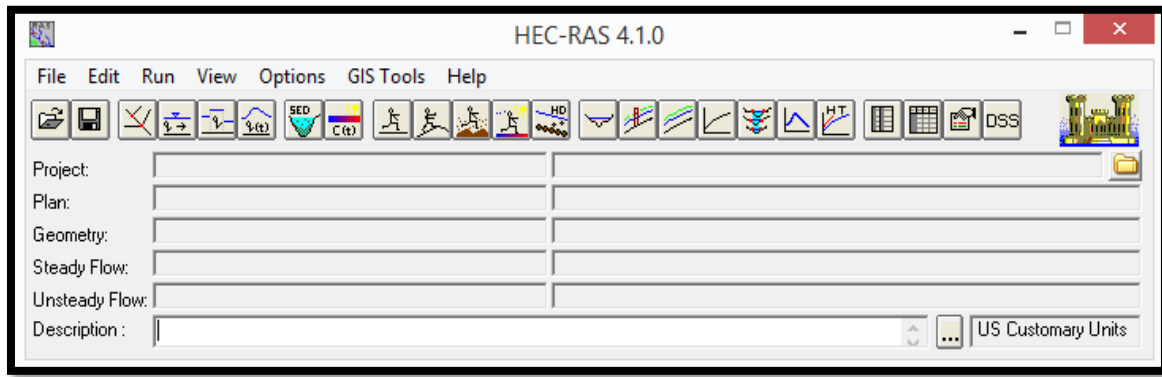 HEC-RAS 4.1.0
File Edit Run View Options GIS Tools Help
SED C(t) HD HT DSS
Project:
Plan:
Geometry:
Steady Flow:
Unsteady Flow:
Description : ... US Customary Units